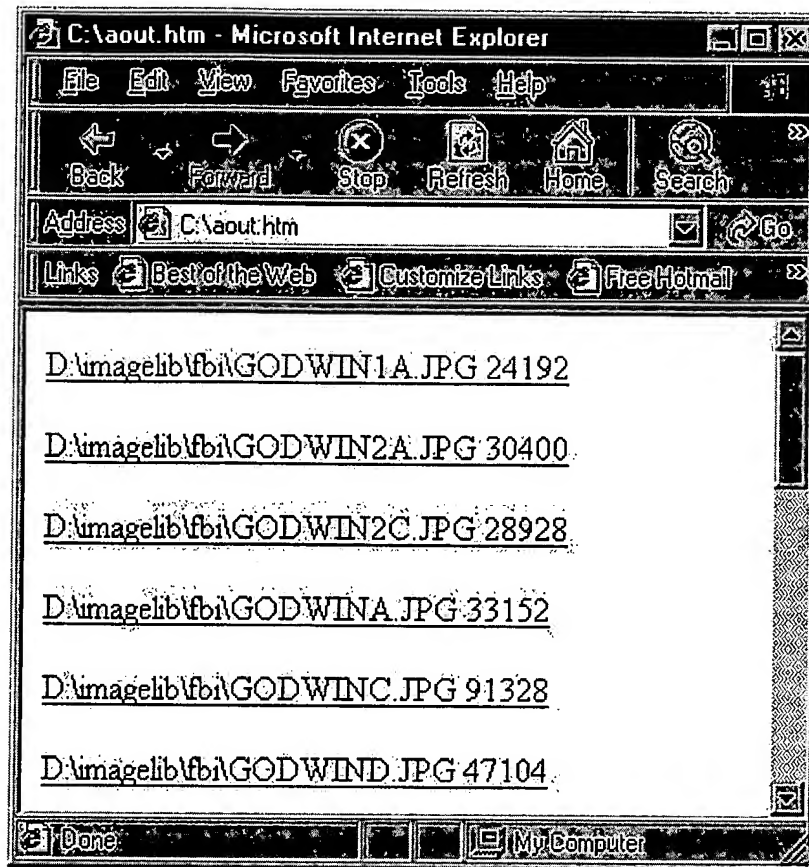 C:\aout.htm - Microsoft Internet Explorer
File Edit View Favorites Tools Help
Back Forward Stop Refresh Home Search »
Address C:\aout.htm Go
Links Best of the Web Customize Links Free Hotmail »
D:\imagelib\fbi\GODWIN1A.JPG 24192
D:\imagelib\fbi\GODWIN2A.JPG 30400
D:\imagelib\fbi\GODWIN2C.JPG 28928
D:\imagelib\fbi\GODWINA.JPG 33152
D:\imagelib\fbi\GODWINC.JPG 91328
D:\imagelib\fbi\GODWIND.JPG 47104
Done My Computer